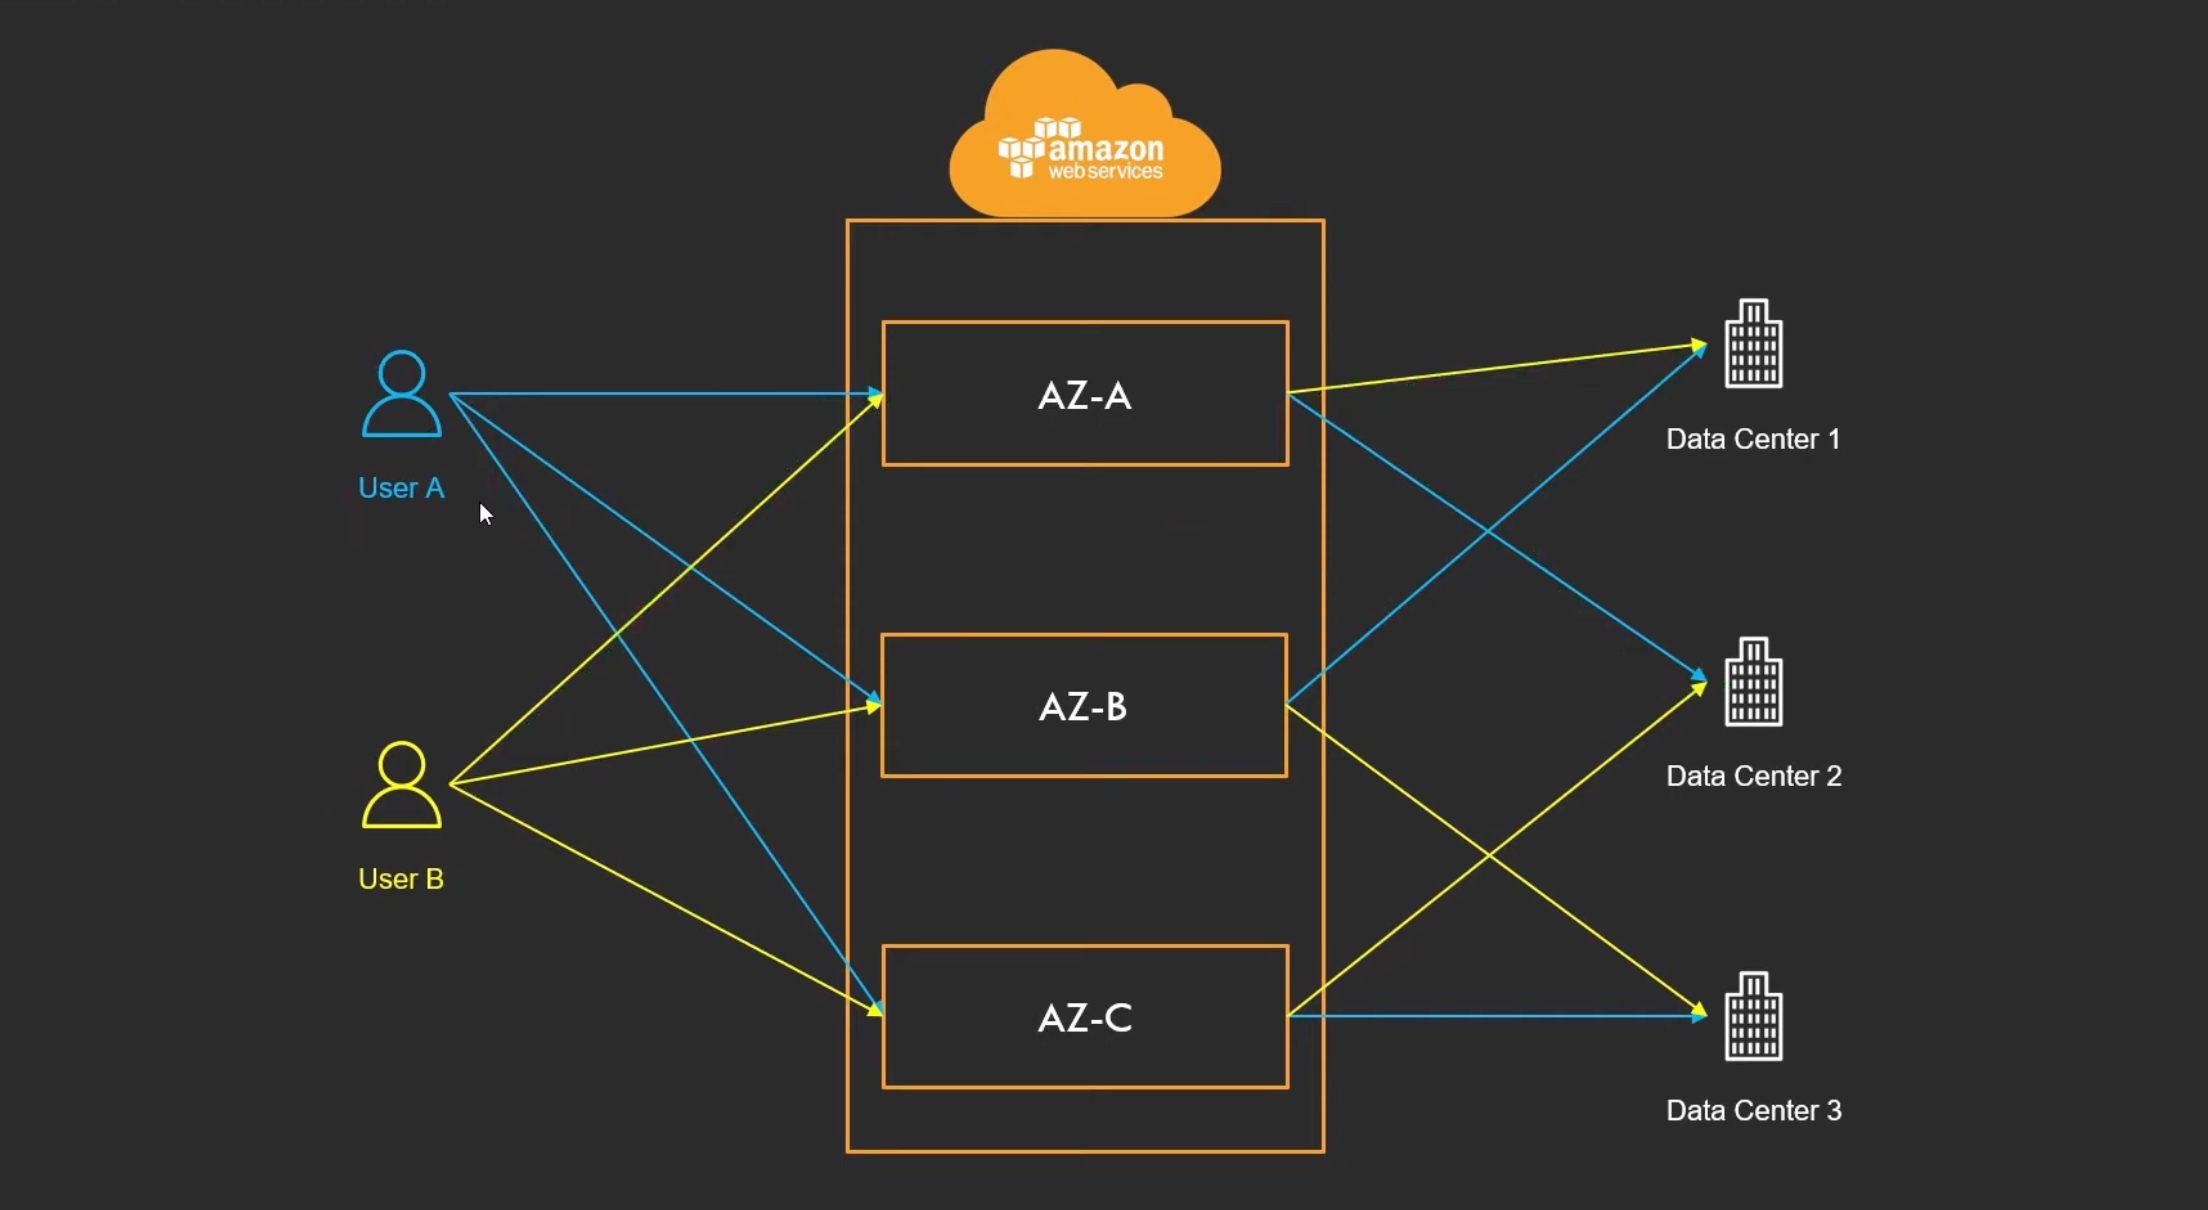 amazon
web services
AZ-A
Data Center 1
User A
AZ-B
Data Center 2
User B
AZ-C
Data Center 3